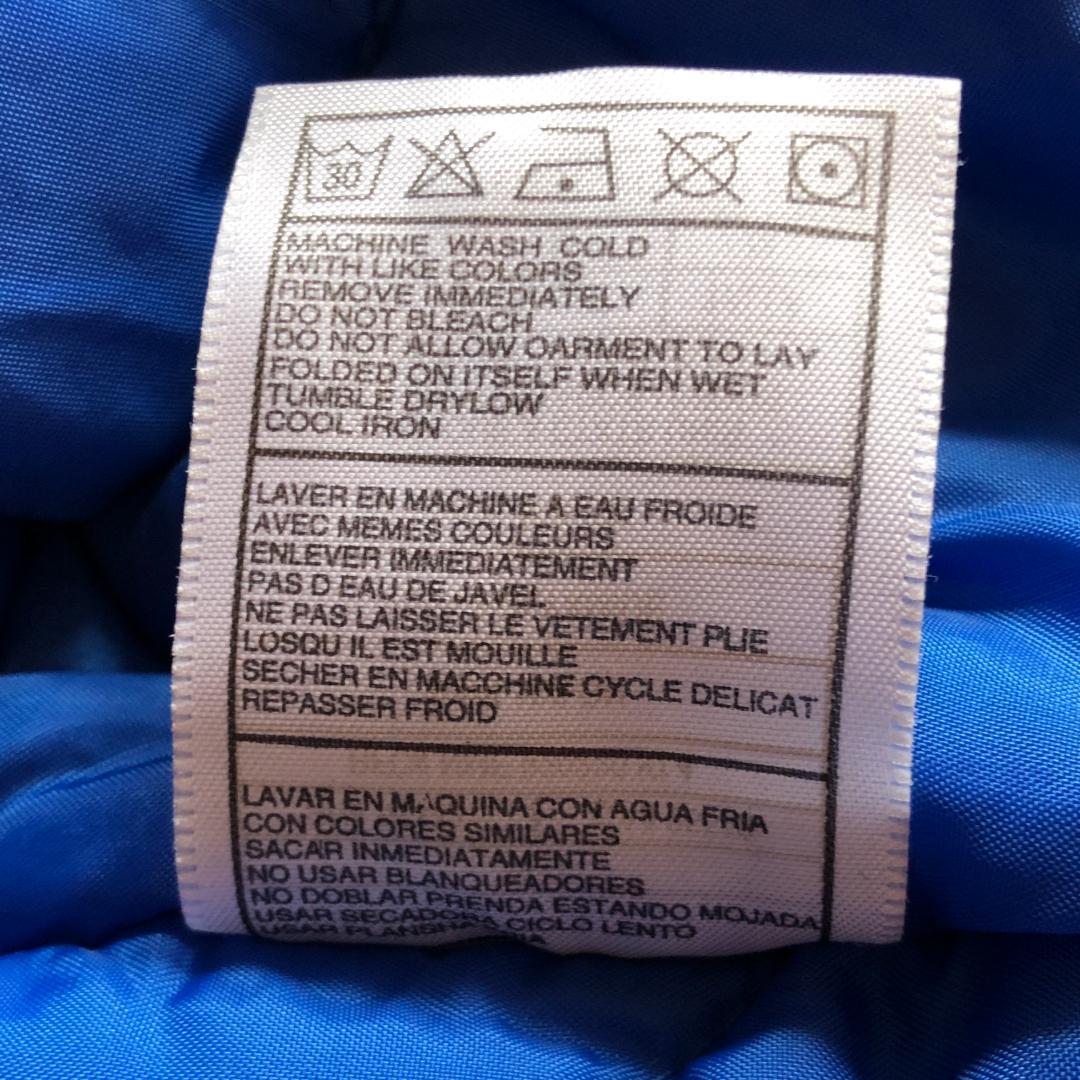 30
MACHINE WASH COLD
WITH LIKE COLORS
REMOVE IMMEDIATELY
DO NOT BLEACH
DO NOT ALLOW OARMENT TO LAY
FOLDED ON ITSELF WHEN WET
TUMBLE DRYLOW
COOL IRON
LAVER EN MACHINE A EAU FROIDE
AVEC MEMES COULEURS
ENLEVER IMMEDIATEMENT
PAS D EAU DE JAVEL
NE PAS LAISSER LE VETEMENT PLIE
LOSQU IL EST MOUILLE
SECHER EN MACCHINE CYCLE DELICAT
REPASSER FROID
LAVAR EN MAQUINA CON AGUA FRIA
CON COLORES SIMILARES
SACAR INMEDIATAMENTE
NO USAR BLANQUEADORES
NO DOBLAR PRENDA ESTANDO MOJADA
USAR SECADORA CICLO LENTO
USAR